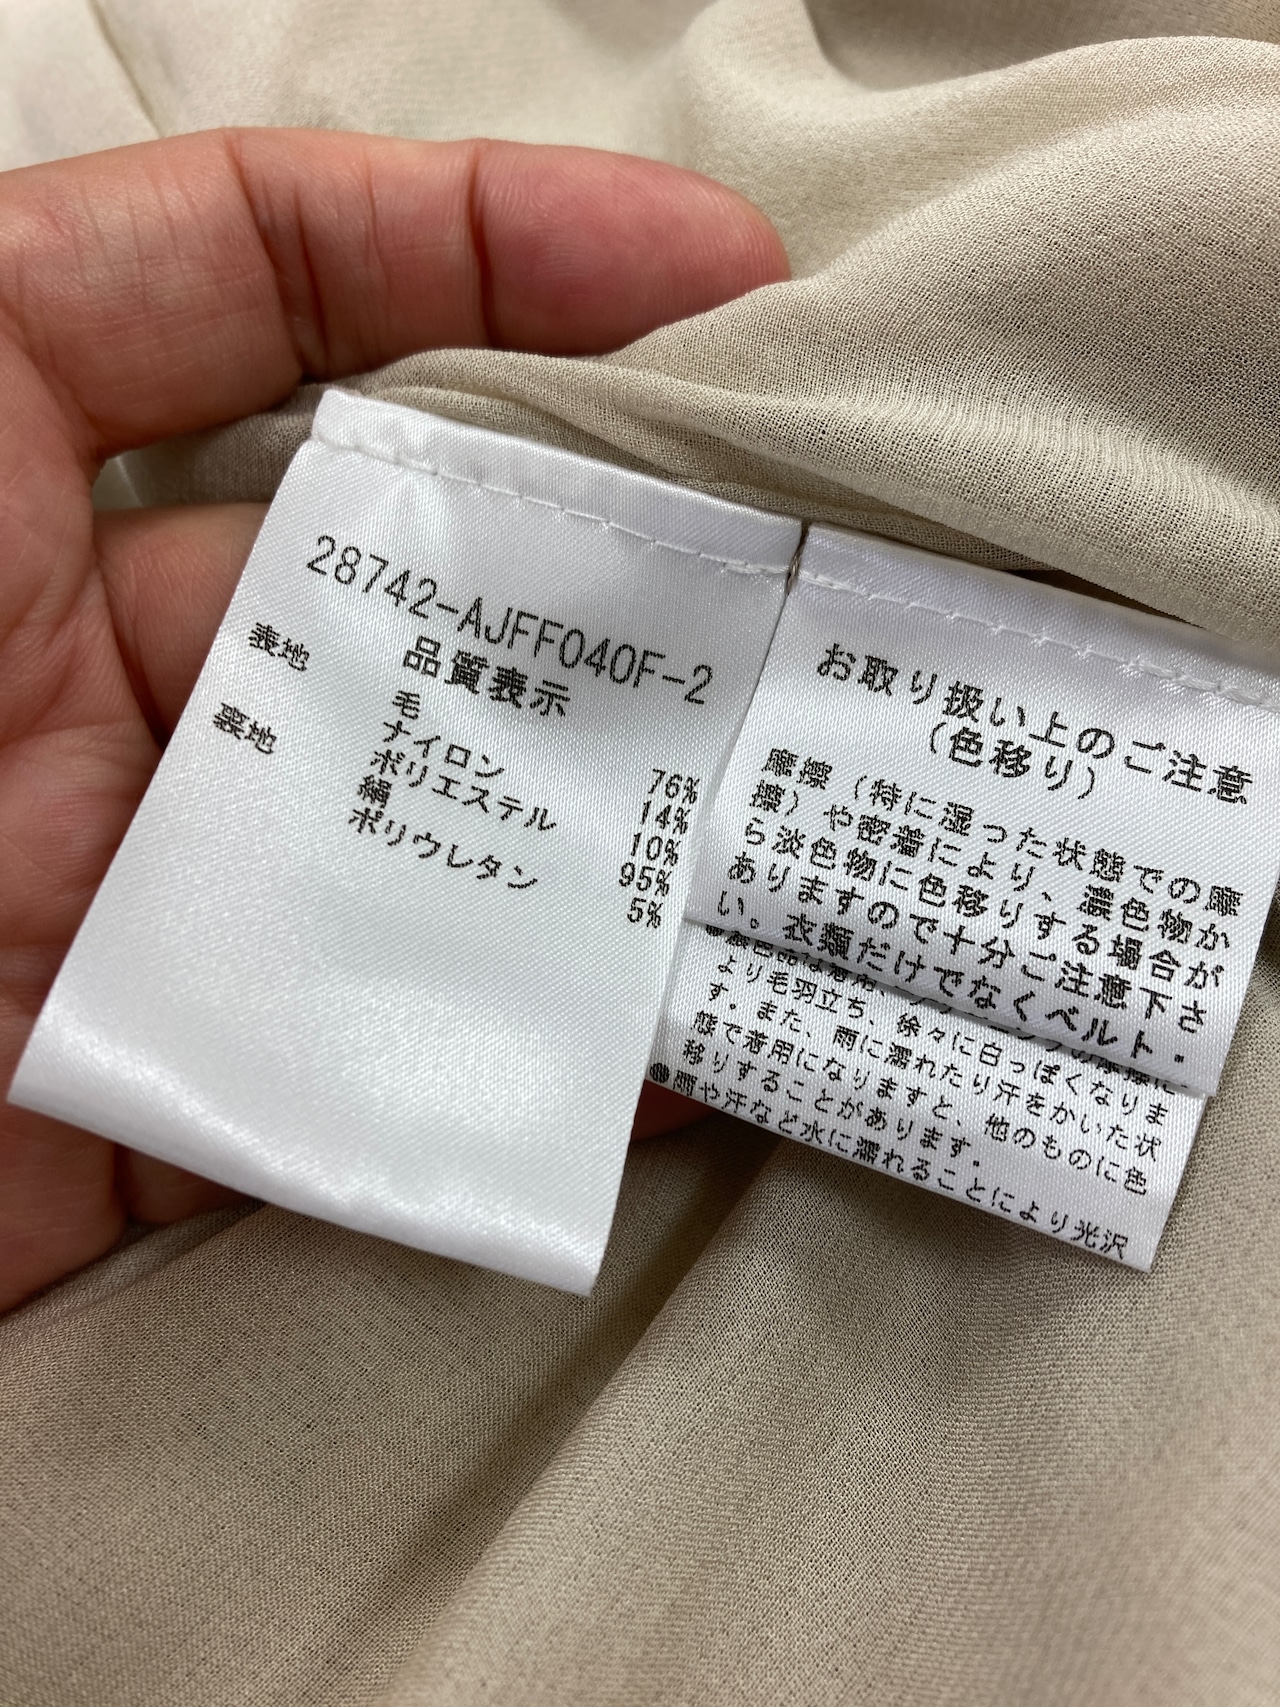 28742-AJFF040F-2
品質表示
表地
毛 76%
ナイロン 14%
ポリエステル 10%
裏地
絹 95%
ポリウレタン 5%
お取り扱い上のご注意
(色移り)
摩擦(特に湿った状態での摩
擦)や密着により、濃色物か
ら淡色物に色移りする場合が
ありますので十分ご注意下さ
い。衣類だけでなくベルト・
より毛羽立ち、徐々に白っぽくなりま
す。また、雨に濡れたり汗をかいた状
態で着用になりますと、他のものに色
移りすることがあります。
●雨や汗など水に濡れることにより光沢